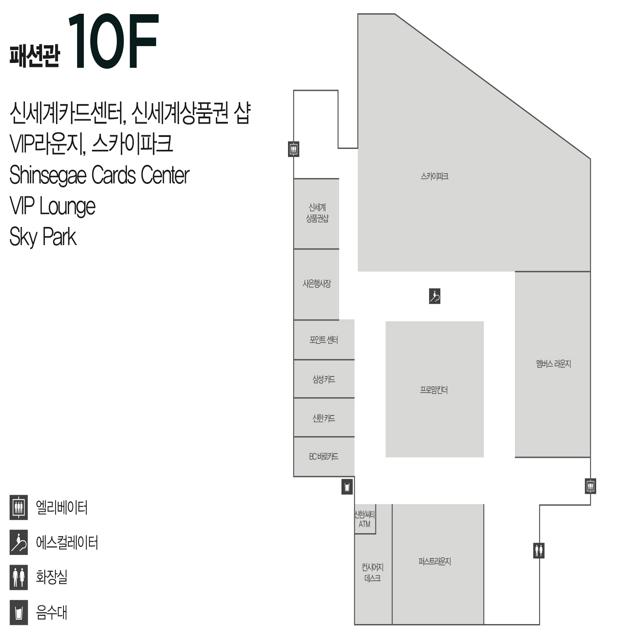 패션관 10F
신세계카드센터, 신세계상품권 샵
VIP라운지, 스카이파크
Shinsegae Cards Center
VIP Lounge
Sky Park
스카이파크
신세계
상품권샵
사은행사장
포인트 센터
삼성 카드
신한 카드
BC 바로카드
프로맘킨더
멤버스 라운지
신한/씨티
ATM
컨시어지
데스크
퍼스트라운지
엘리베이터
에스컬레이터
화장실
음수대